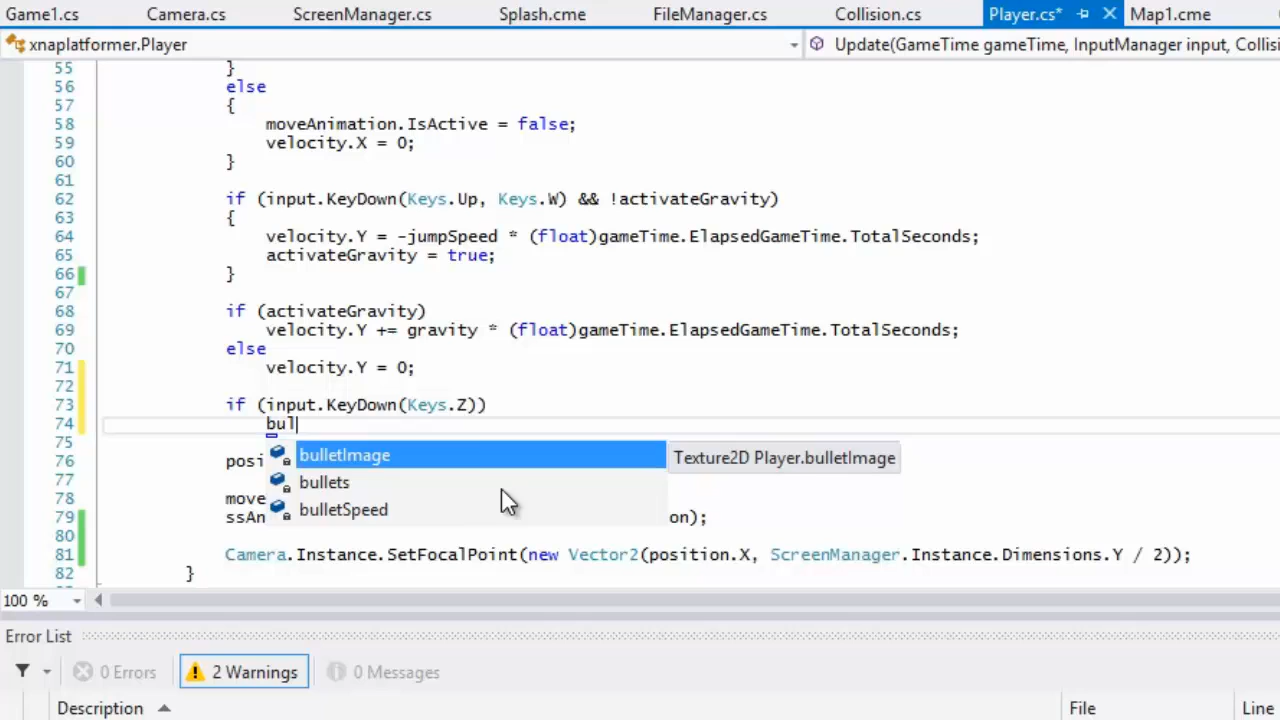 Game1.cs Camera.cs ScreenManager.cs Splash.cme FileManager.cs Collision.cs Player.cs* Map1.cme
xnaplatformer.Player Update(GameTime gameTime, InputManager input, Collisi
55 }
56 else
57 {
58 moveAnimation.IsActive = false;
59 velocity.X = 0;
60 }
61
62 if (input.KeyDown(Keys.Up, Keys.W) && !activateGravity)
63 {
64 velocity.Y = -jumpSpeed * (float)gameTime.ElapsedGameTime.TotalSeconds;
65 activateGravity = true;
66 }
67
68 if (activateGravity)
69 velocity.Y += gravity * (float)gameTime.ElapsedGameTime.TotalSeconds;
70 else
71 velocity.Y = 0;
72
73 if (input.KeyDown(Keys.Z))
74 bul
75
bulletImage Texture2D Player.bulletImage
76 posi
77 bullets
78 move
bulletSpeed
79 ssAn on);
80
81 Camera.Instance.SetFocalPoint(new Vector2(position.X, ScreenManager.Instance.Dimensions.Y / 2));
82 }
100 %
Error List
0 Errors 2 Warnings 0 Messages
Description File Line